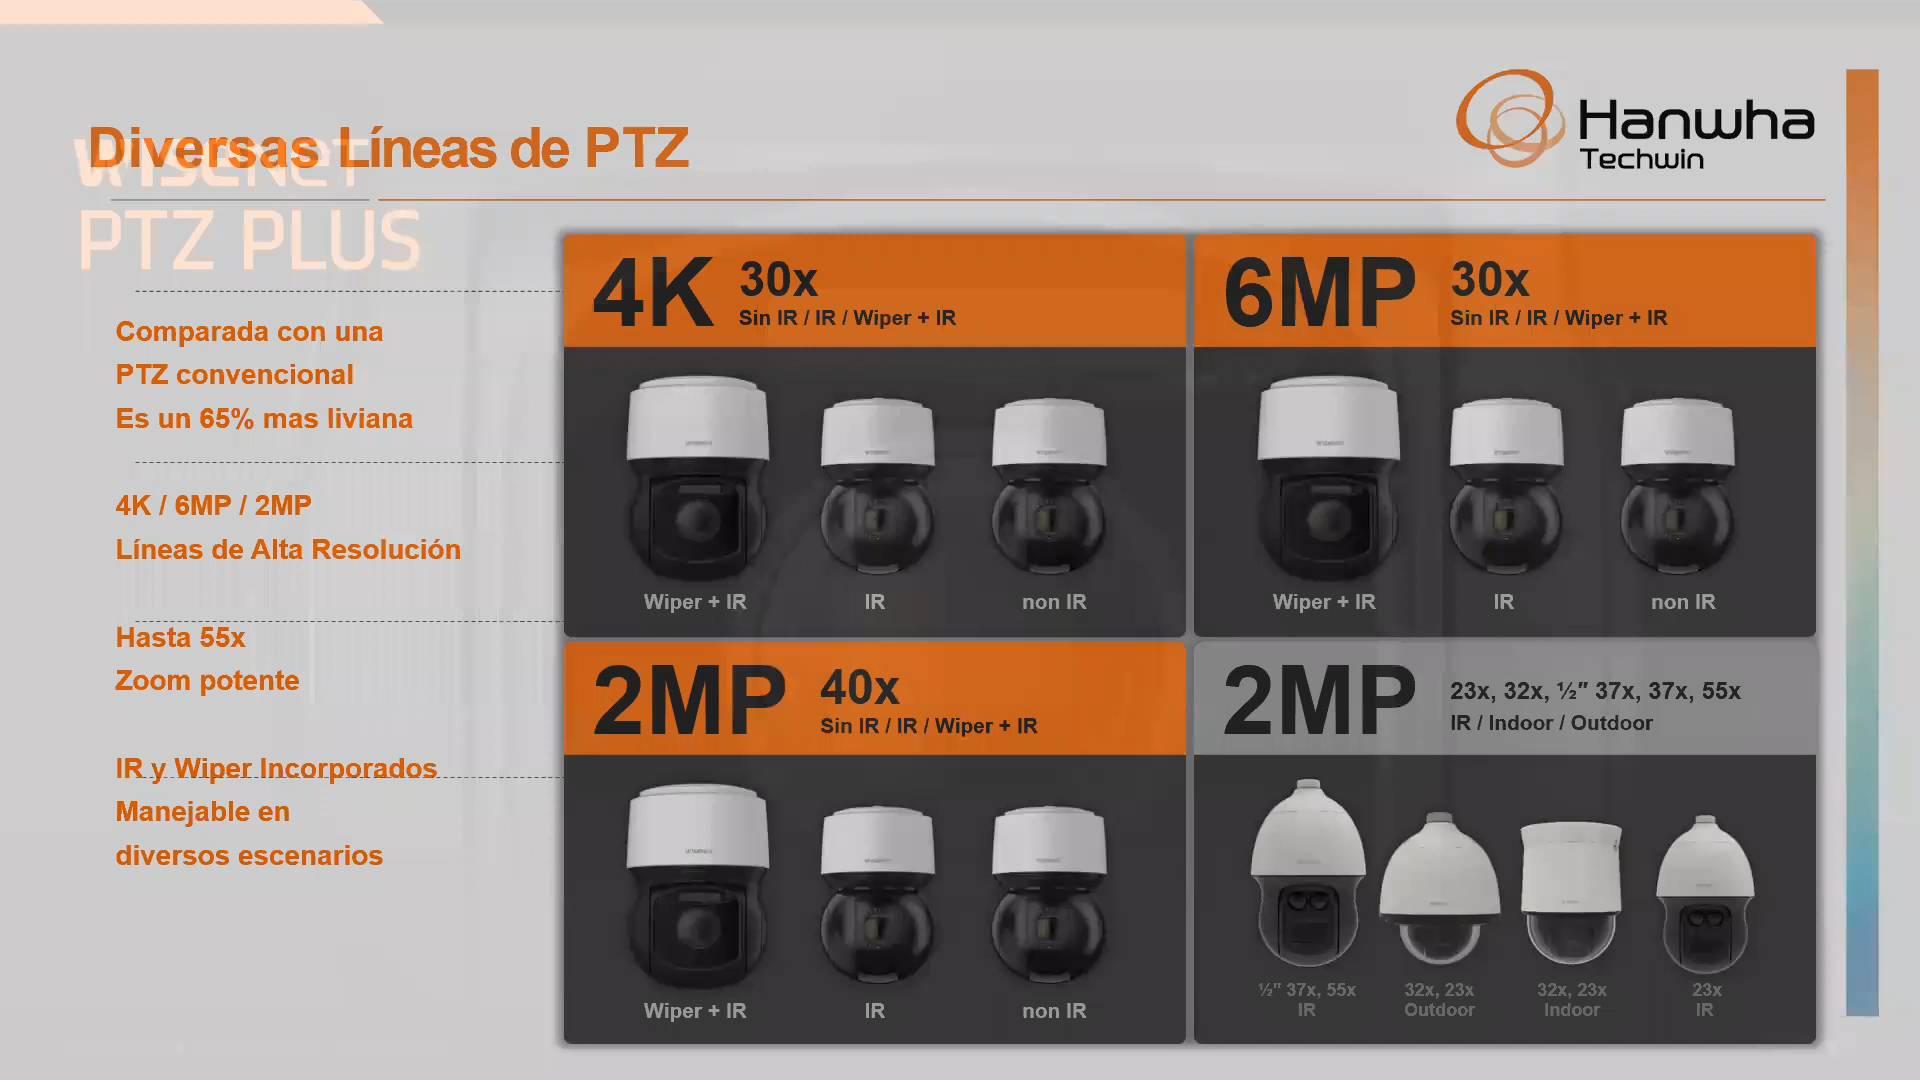 Diversas Líneas de PTZ
WISENET
PTZ PLUS
Hanwha
Techwin
Comparada con una
PTZ convencional
Es un 65% mas liviana
4K / 6MP / 2MP
Líneas de Alta Resolución
Hasta 55x
Zoom potente
IR y Wiper Incorporados
Manejable en
diversos escenarios
4K 30x
Sin IR / IR / Wiper + IR
Wiper + IR IR non IR
6MP 30x
Sin IR / IR / Wiper + IR
Wiper + IR IR non IR
2MP 40x
Sin IR / IR / Wiper + IR
Wiper + IR IR non IR
2MP 23x, 32x, ½″ 37x, 37x, 55x
IR / Indoor / Outdoor
½″ 37x, 55x 32x, 23x 32x, 23x 23x
IR Outdoor Indoor IR